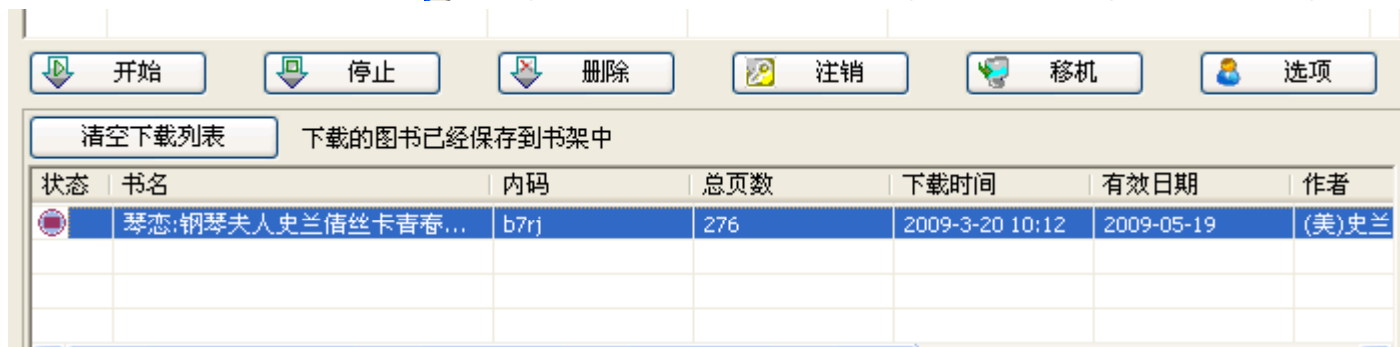 开始 停止 删除 注销 移机 选项
清空下载列表 下载的图书已经保存到书架中
状态 书名 内码 总页数 下载时间 有效日期 作者
琴恋:钢琴夫人史兰倩丝卡青春... b7rj 276 2009-3-20 10:12 2009-05-19 (美)史兰